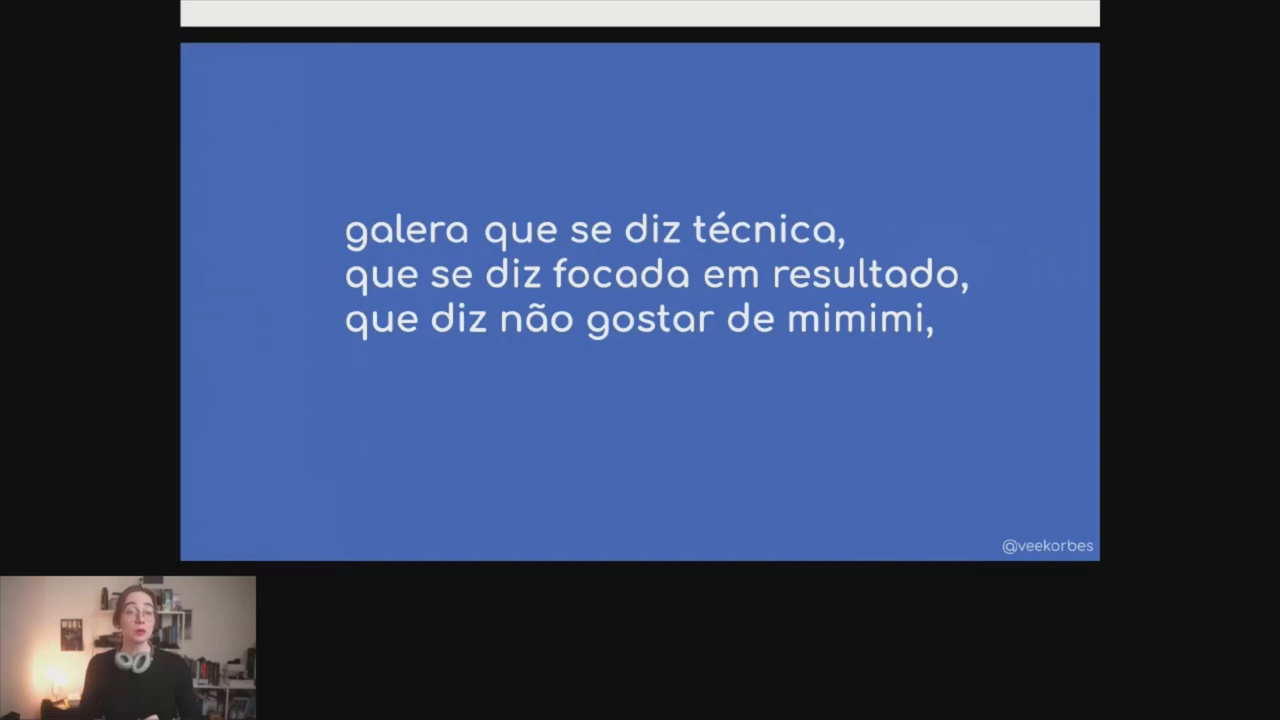 galera que se diz técnica,
que se diz focada em resultado,
que diz não gostar de mimimi,
@veekorbes